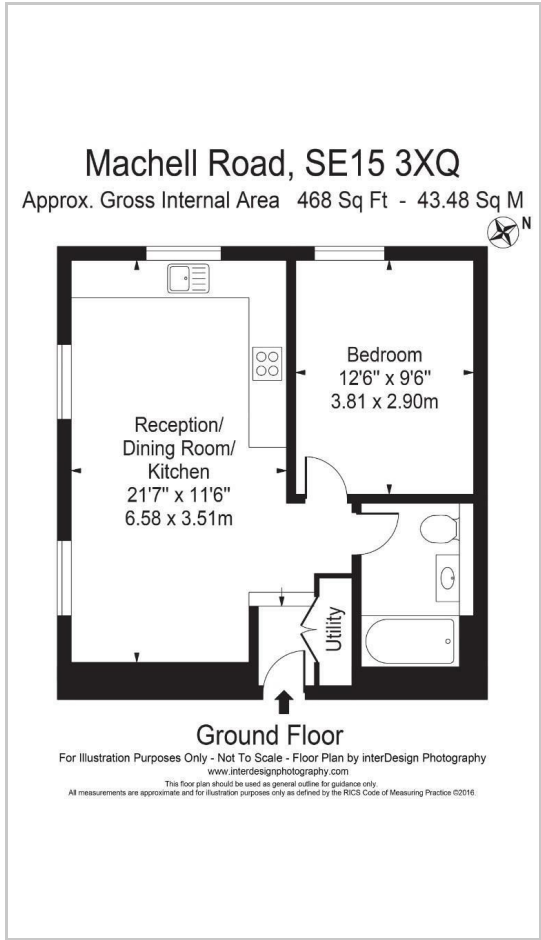 Machell Road, SE15 3XQ
Approx. Gross Internal Area 468 Sq Ft - 43.48 Sq M
N
Bedroom
12'6" x 9'6"
3.81 x 2.90m
Reception/
Dining Room/
Kitchen
21'7" x 11'6"
6.58 x 3.51m
Utility
Ground Floor
For Illustration Purposes Only - Not To Scale - Floor Plan by interDesign Photography
www.interdesignphotography.com
This floor plan should be used as general outline for guidance only.
All measurements are approximate and for illustration purposes only as defined by the RICS Code of Measuring Practice ©2016